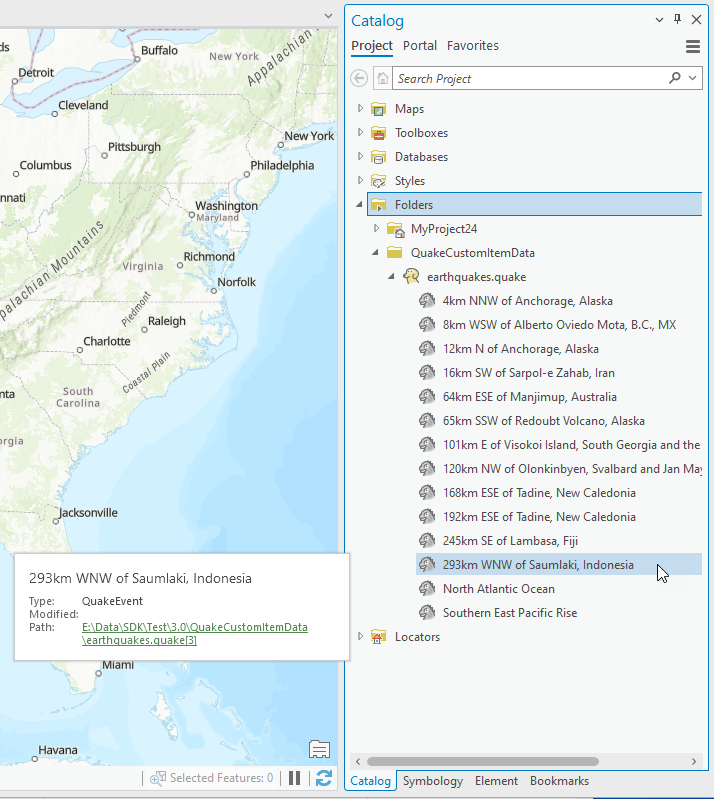 Buffalo
New York
Appalachian
ds
Detroit
Cleveland
New York
Pittsburgh
Philadelphia
Columbus
nnati
Washington
Maryland
palachian Mountains
Virginia
Richmond
Norfolk
Piedmont
Raleigh
Charlotte
Coastal Plain
nta
South
Carolina
orgia
Jacksonville
293km WNW of Saumlaki, Indonesia
Type: QuakeEvent
Modified:
Path: E:\Data\SDK\Test\3.0\QuakeCustomItemData
\earthquakes.quake[3]
Miami
Havana
Selected Features: 0
Catalog
Project Portal Favorites
Search Project
Maps
Toolboxes
Databases
Styles
Folders
MyProject24
QuakeCustomItemData
earthquakes.quake
4km NNW of Anchorage, Alaska
8km WSW of Alberto Oviedo Mota, B.C., MX
12km N of Anchorage, Alaska
16km SW of Sarpol-e Zahab, Iran
64km ESE of Manjimup, Australia
65km SSW of Redoubt Volcano, Alaska
101km E of Visokoi Island, South Georgia and the
120km NW of Olonkinbyen, Svalbard and Jan May
168km ESE of Tadine, New Caledonia
192km ESE of Tadine, New Caledonia
245km SE of Lambasa, Fiji
293km WNW of Saumlaki, Indonesia
North Atlantic Ocean
Southern East Pacific Rise
Locators
Catalog Symbology Element Bookmarks